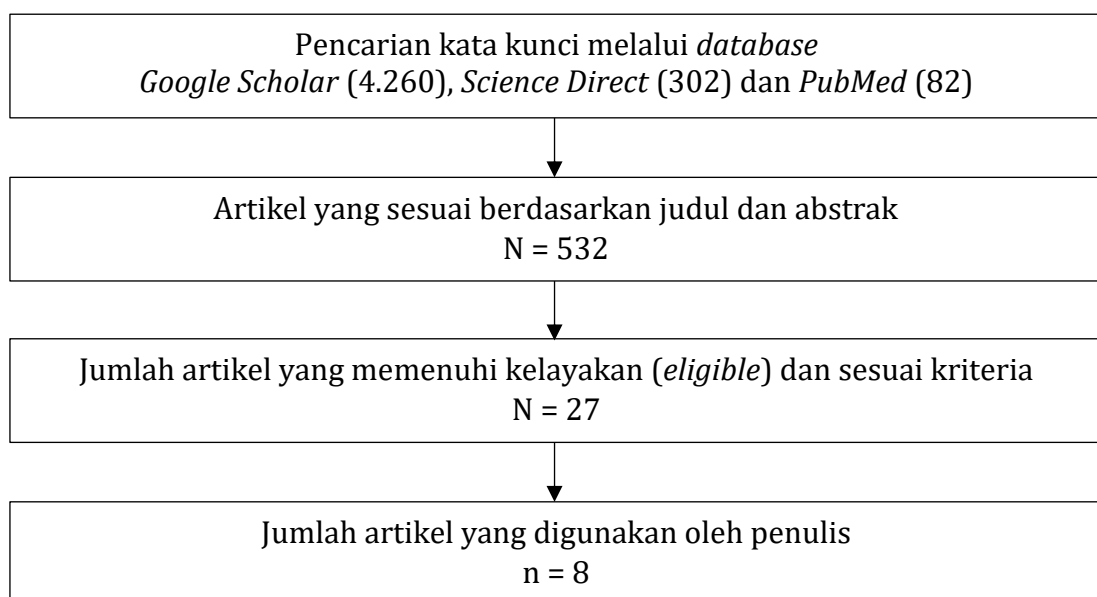 Pencarian kata kunci melalui database
Google Scholar (4.260), Science Direct (302) dan PubMed (82)
Artikel yang sesuai berdasarkan judul dan abstrak
N = 532
Jumlah artikel yang memenuhi kelayakan (eligible) dan sesuai kriteria
N = 27
Jumlah artikel yang digunakan oleh penulis
n = 8